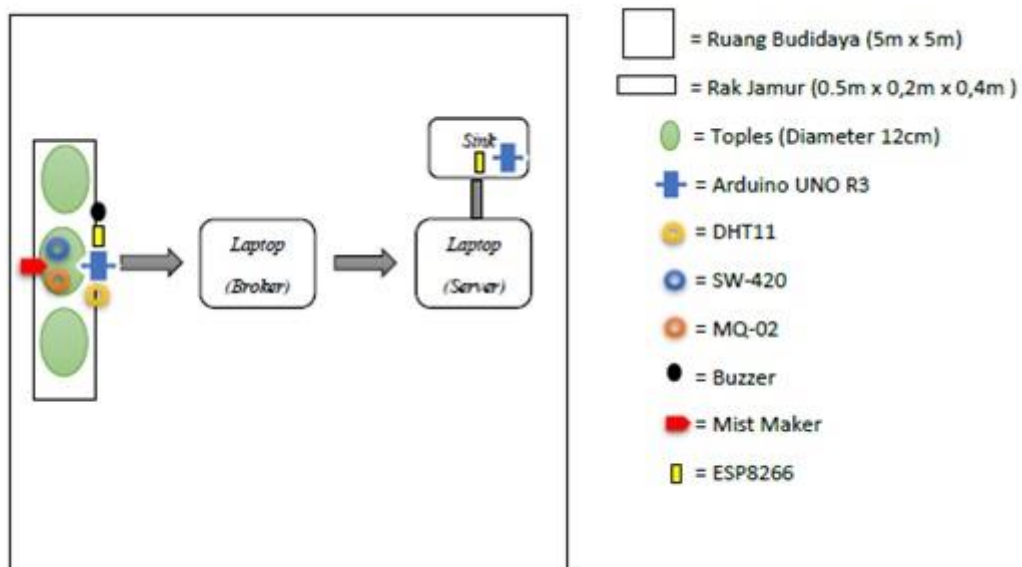 Sink
Laptop
(Broker)
Laptop
(Server)
= Ruang Budidaya (5m x 5m)
= Rak Jamur (0.5m x 0,2m x 0,4m )
= Toples (Diameter 12cm)
= Arduino UNO R3
= DHT11
= SW-420
= MQ-02
= Buzzer
= Mist Maker
= ESP8266